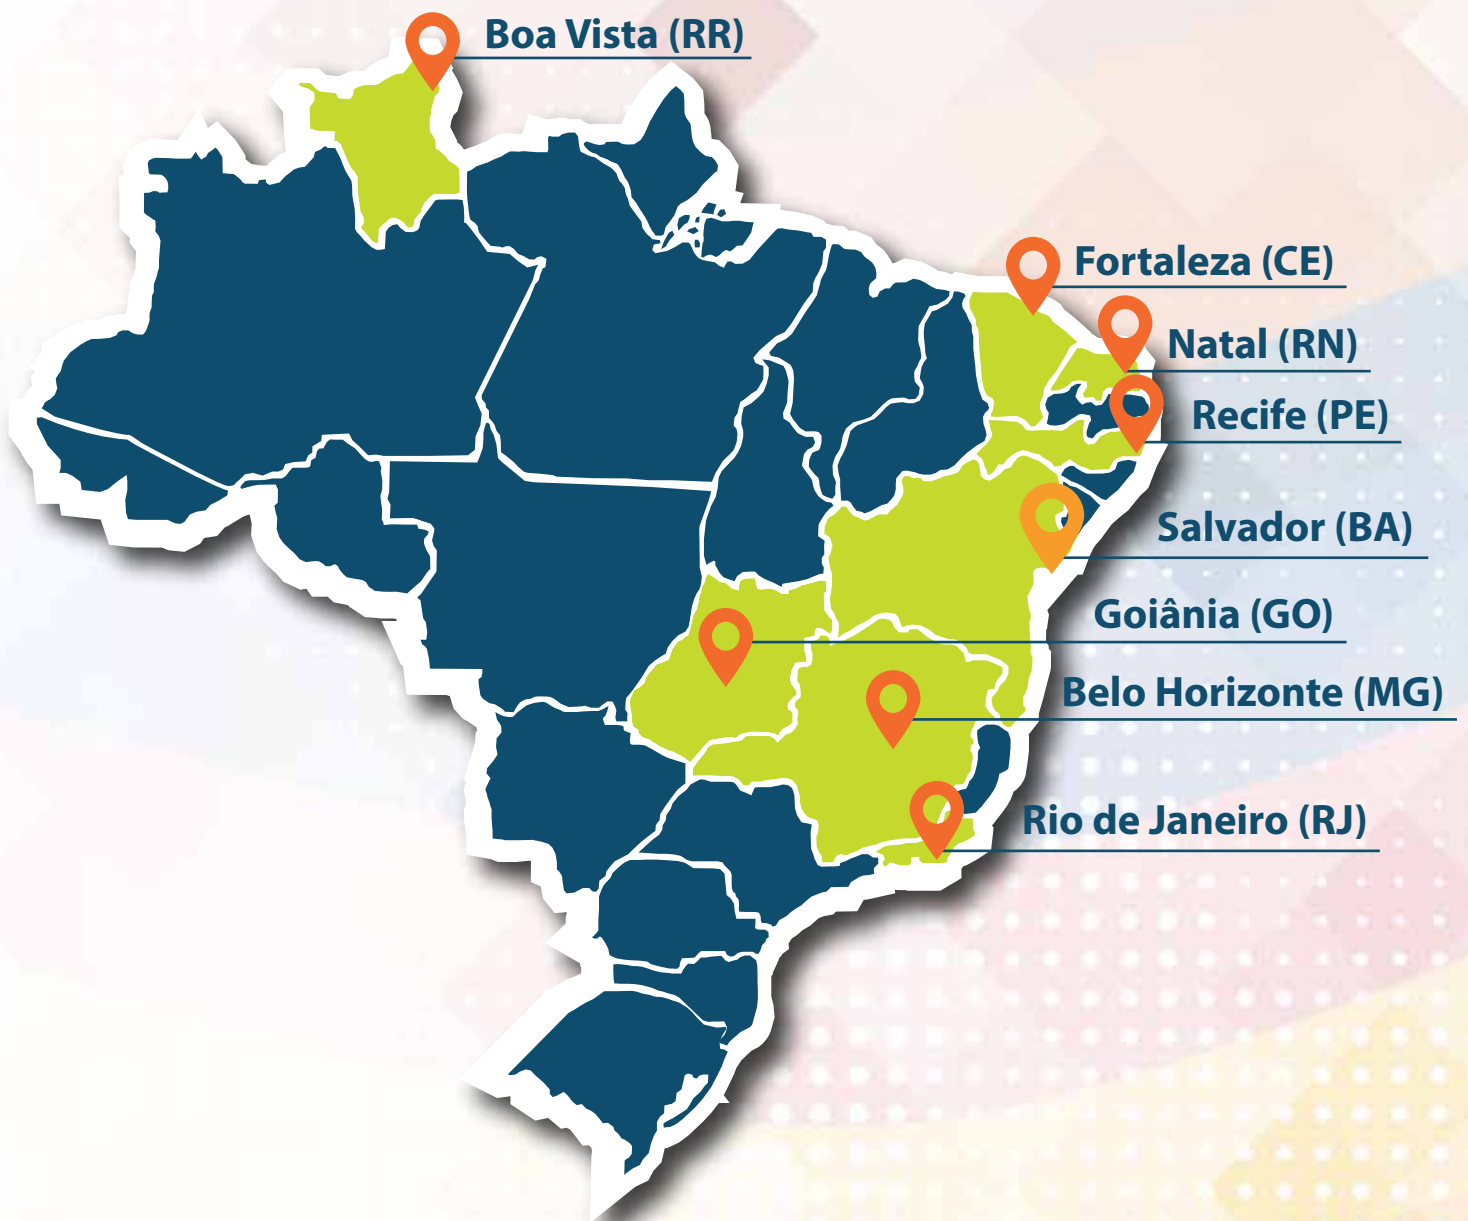 Boa Vista (RR)
Fortaleza (CE)
Natal (RN)
Recife (PE)
Salvador (BA)
Goiânia (GO)
Belo Horizonte (MG)
Rio de Janeiro (RJ)